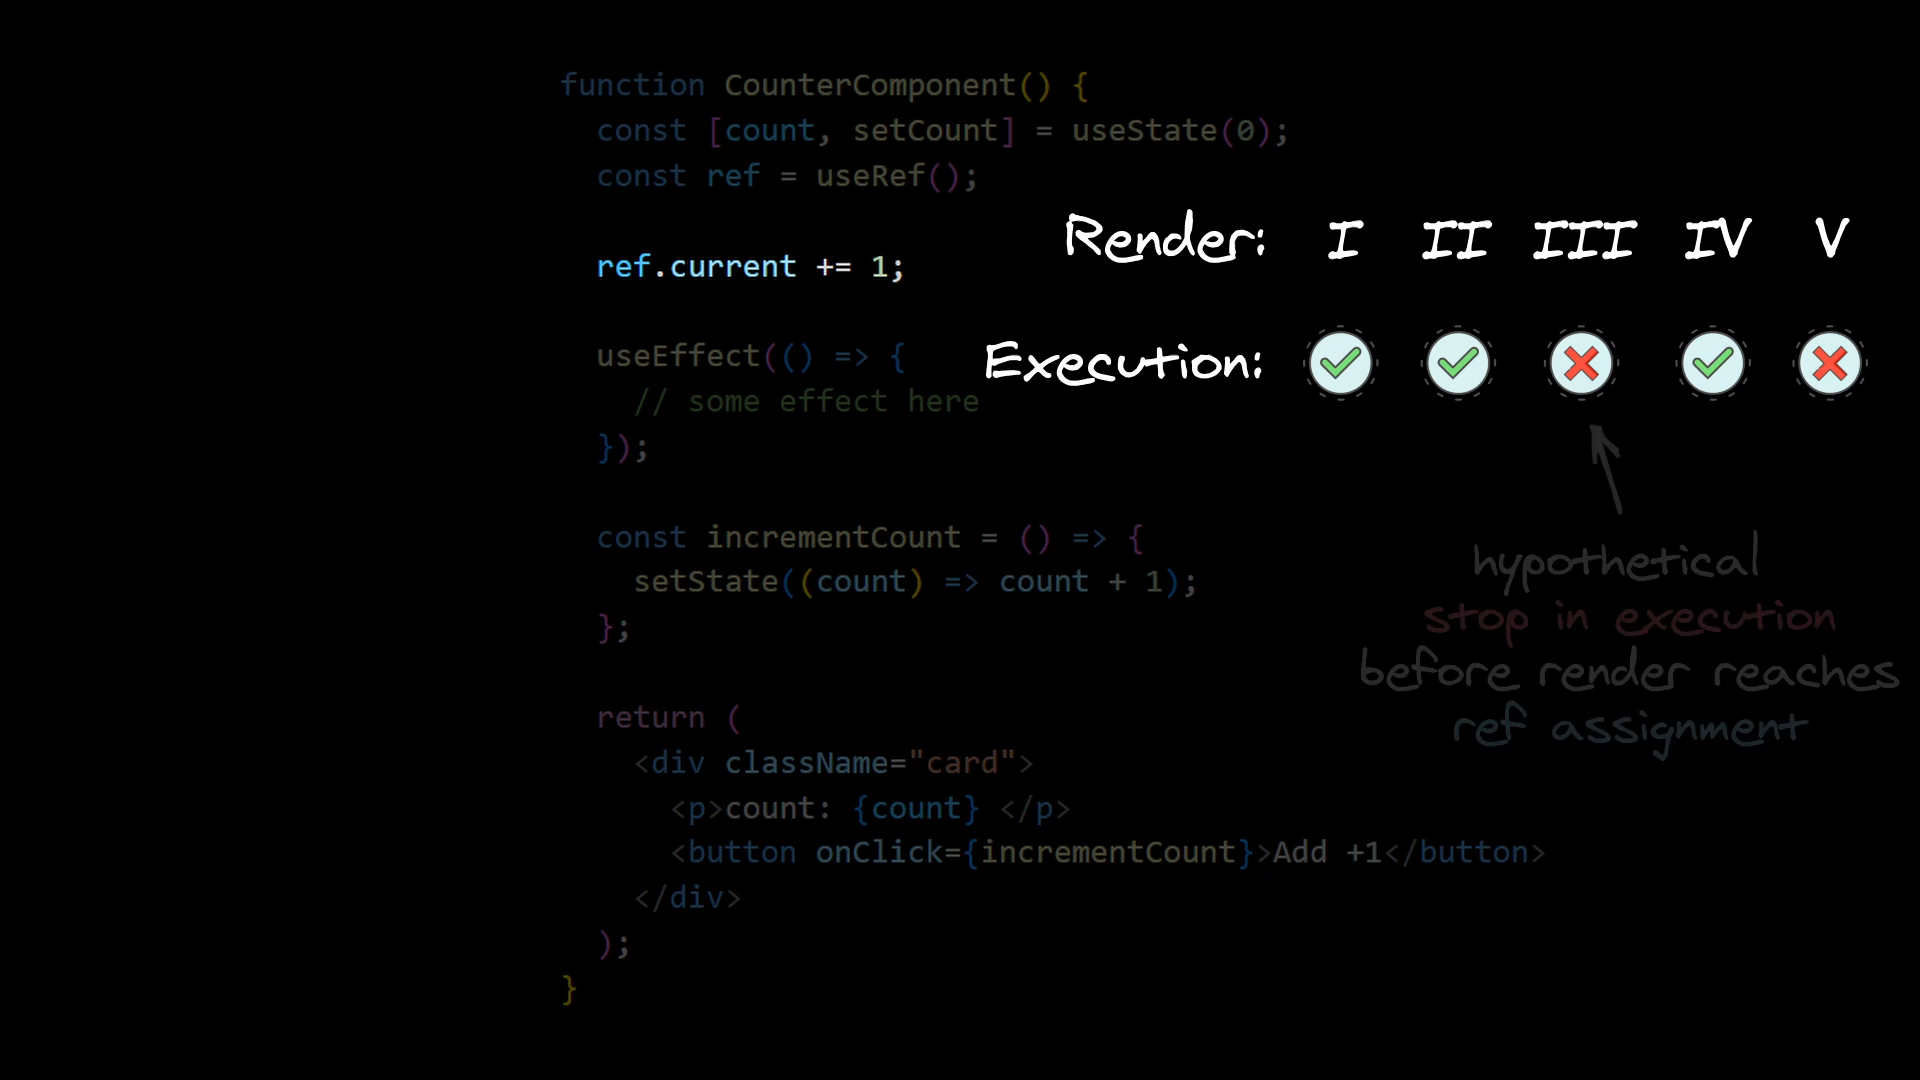 function CounterComponent() {
const [count, setCount] = useState(0);
const ref = useRef();
Render: I II III IV V
ref.current += 1;
useEffect(() => {
Execution:
// some effect here
});
const incrementCount = () => {
setState((count) => count + 1);
};
hypothetical
stop in execution
before render reaches
ref assignment
return (
<div className="card">
<p>count: {count} </p>
<button onClick={incrementCount}>Add +1</button>
</div>
);
}